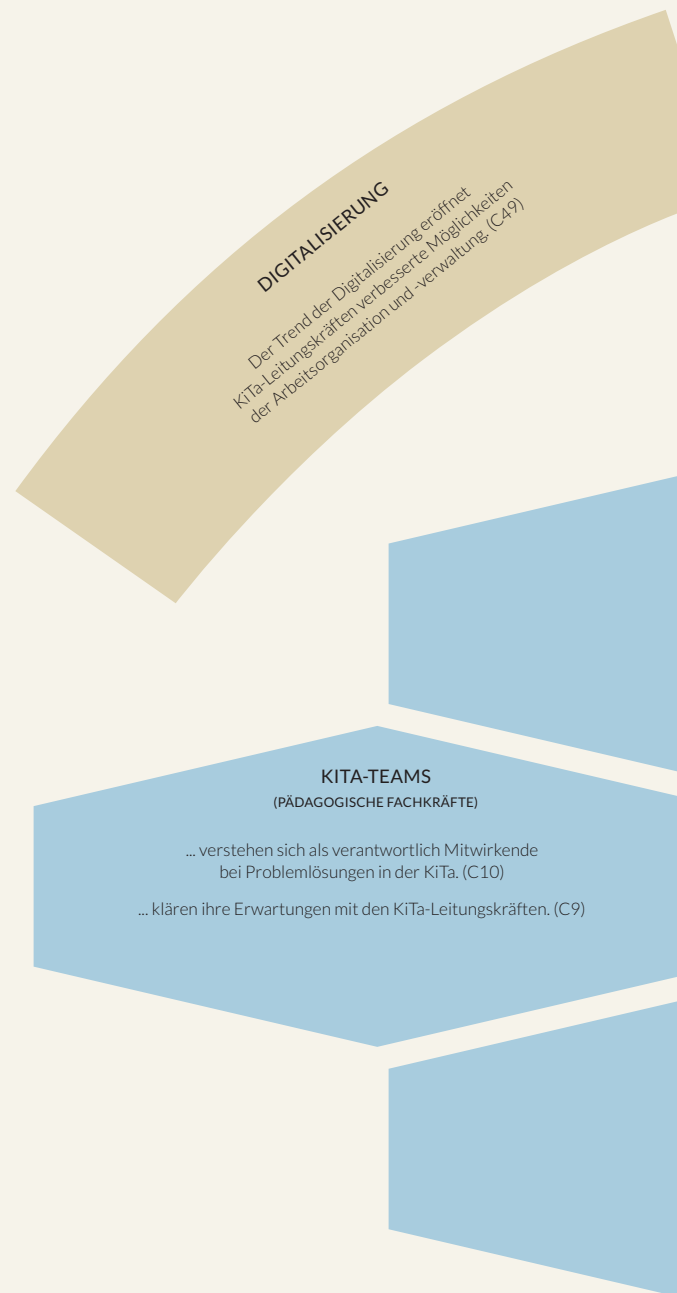 DIGITALISIERUNG
Der Trend der Digitalisierung eröffnet
KiTa-Leitungskräften verbesserte Möglichkeiten
der Arbeitsorganisation und -verwaltung. (C49)
KITA-TEAMS
(PÄDAGOGISCHE FACHKRÄFTE)
... verstehen sich als verantwortlich Mitwirkende
bei Problemlösungen in der KiTa. (C10)
... klären ihre Erwartungen mit den KiTa-Leitungskräften. (C9)